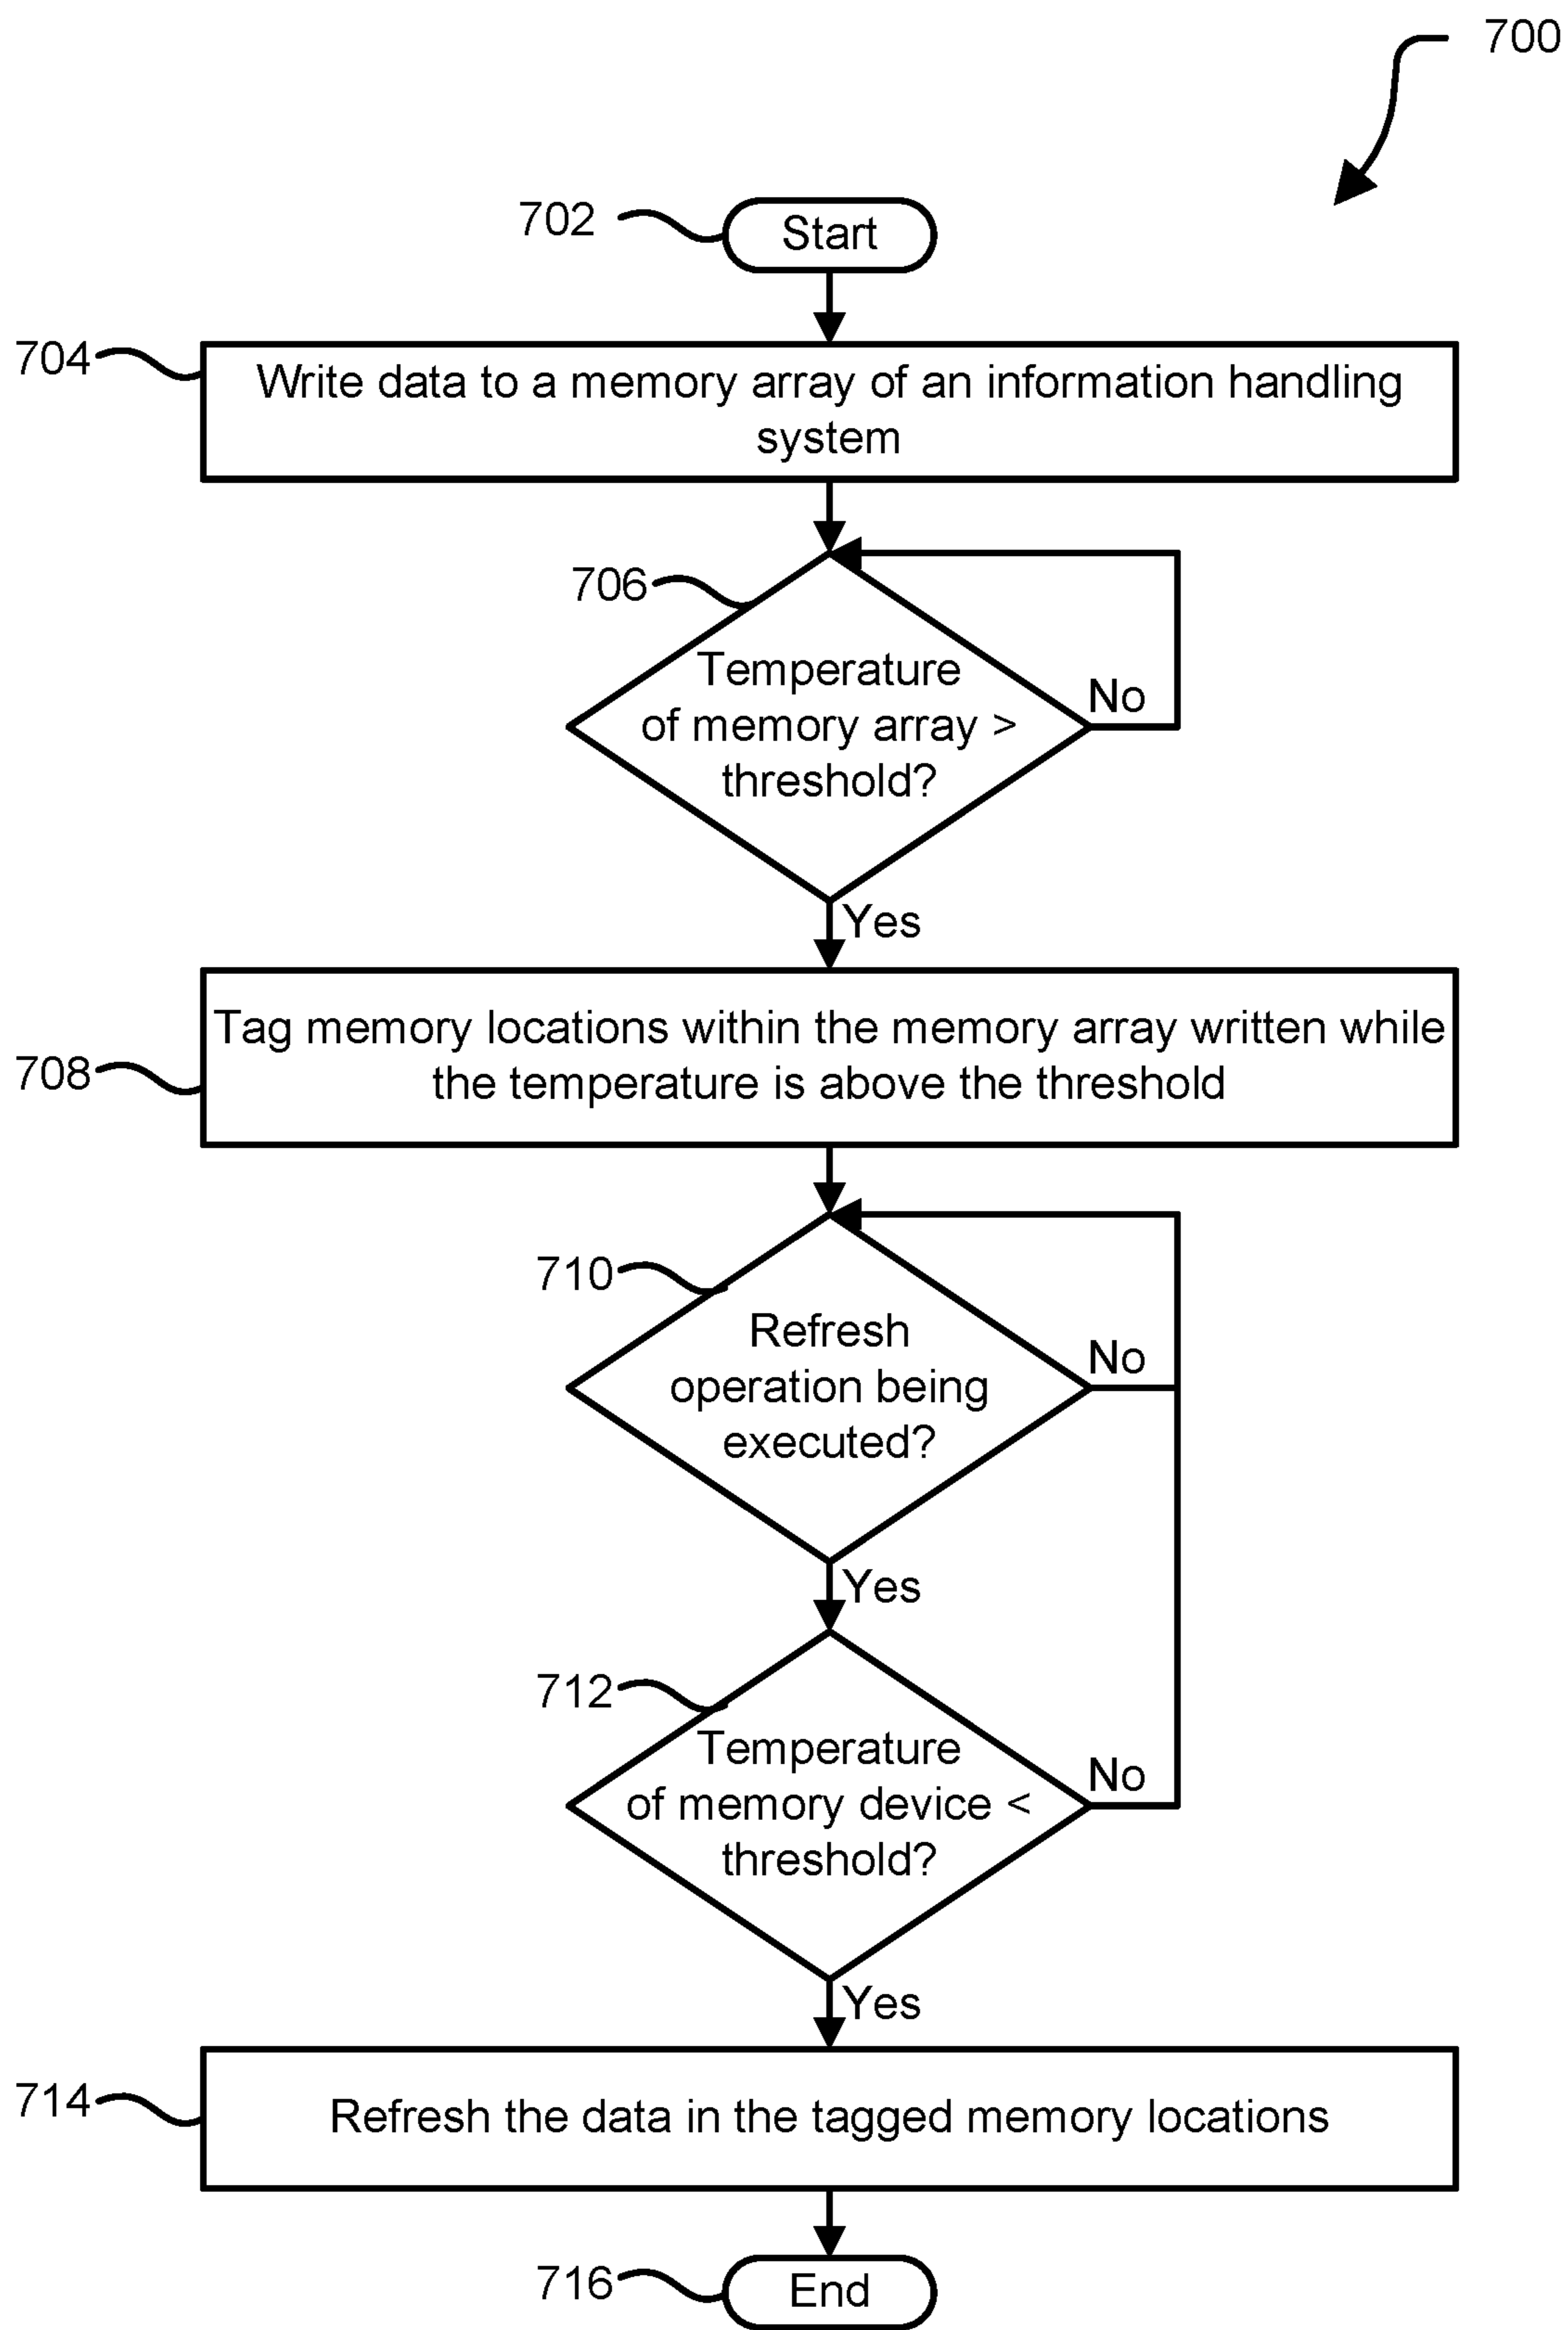 700
702
Start
704
Write data to a memory array of an information handling
system
706
Temperature
of memory array >
threshold?
No
Yes
708
Tag memory locations within the memory array written while
the temperature is above the threshold
710
Refresh
operation being
executed?
No
Yes
712
Temperature
of memory device <
threshold?
No
Yes
714
Refresh the data in the tagged memory locations
716
End